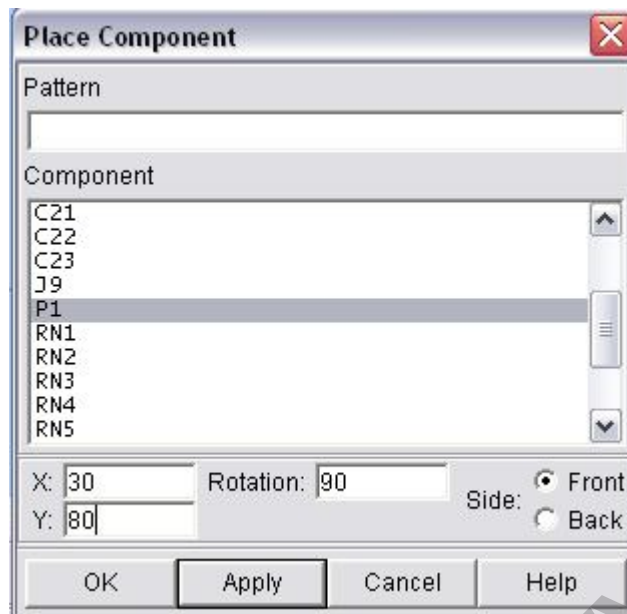 Place Component
Pattern
Component
C21
C22
C23
J9
P1
RN1
RN2
RN3
RN4
RN5
X: 30 Rotation: 90 Side: Front
Y: 80 Back
OK Apply Cancel Help